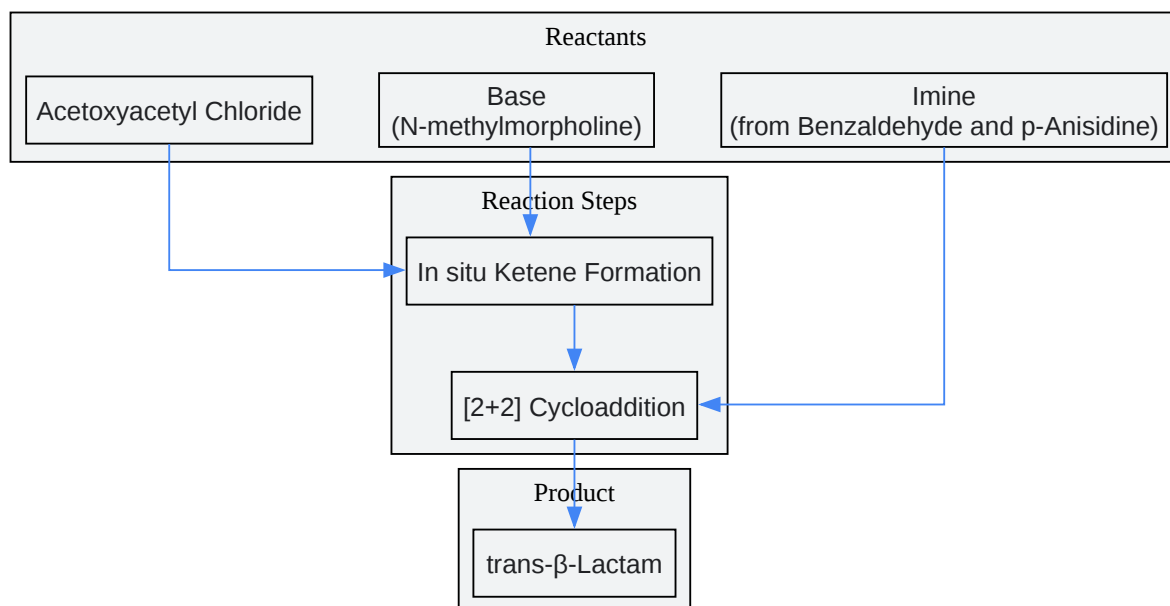 Reactants
Acetoxyacetyl Chloride
Base
(N-methylmorpholine)
Imine
(from Benzaldehyde and p-Anisidine)
Reaction Steps
In situ Ketene Formation
[2+2] Cycloaddition
Product
trans-β-Lactam